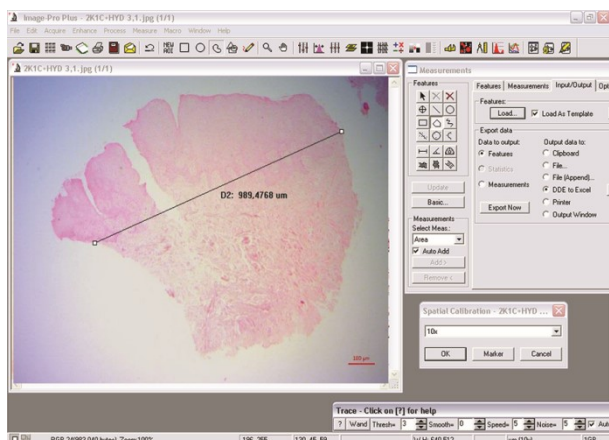 Image-Pro Plus - 2K1C+HYD 3,1.jpg (1/1)
File Edit Acquire Enhance Process Measure Macro Window Help
NEW AOI
2K1C+HYD 3,1.jpg (1/1)
D2: 989,4768 um
100 µm
Measurements
Features
Update
Basic...
Measurements
Select Meas.:
Area
Auto Add
Add >
Remove <
Features Measurements Input/Output
Features:
Load... Load As Template
Export data
Data to output: Output data to:
Features Clipboard
Statistics File...
Measurements File (Append)...
DDE to Excel
Printer
Export Now Output Window
Spatial Calibration - 2K1C+HYD ...
10x
OK Marker Cancel
Trace - Click on [?] for help
? Wand Thresh= 3 Smooth= 0 Speed= 5 Noise= 5 Aut